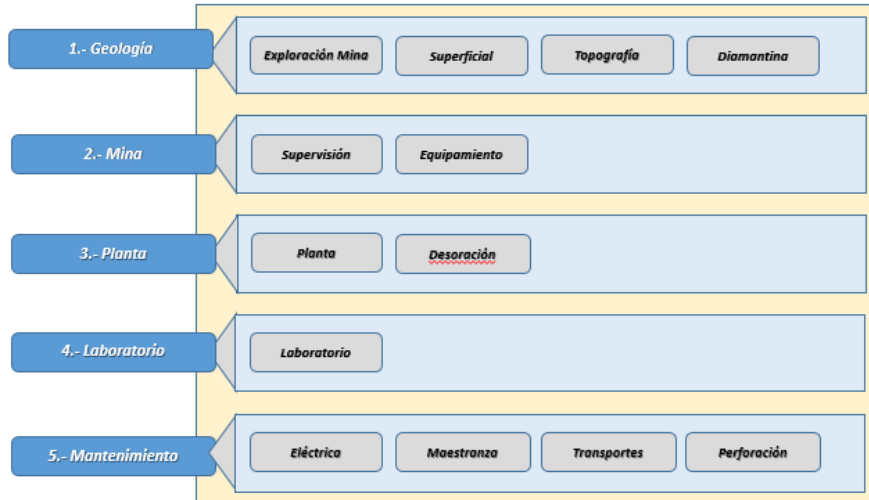 1.- Geología
Exploración Mina
Superficial
Topografía
Diamantina
2.- Mina
Supervisión
Equipamiento
3.- Planta
Planta
Desoración
4.- Laboratorio
Laboratorio
5.- Mantenimiento
Eléctrica
Maestranza
Transportes
Perforación